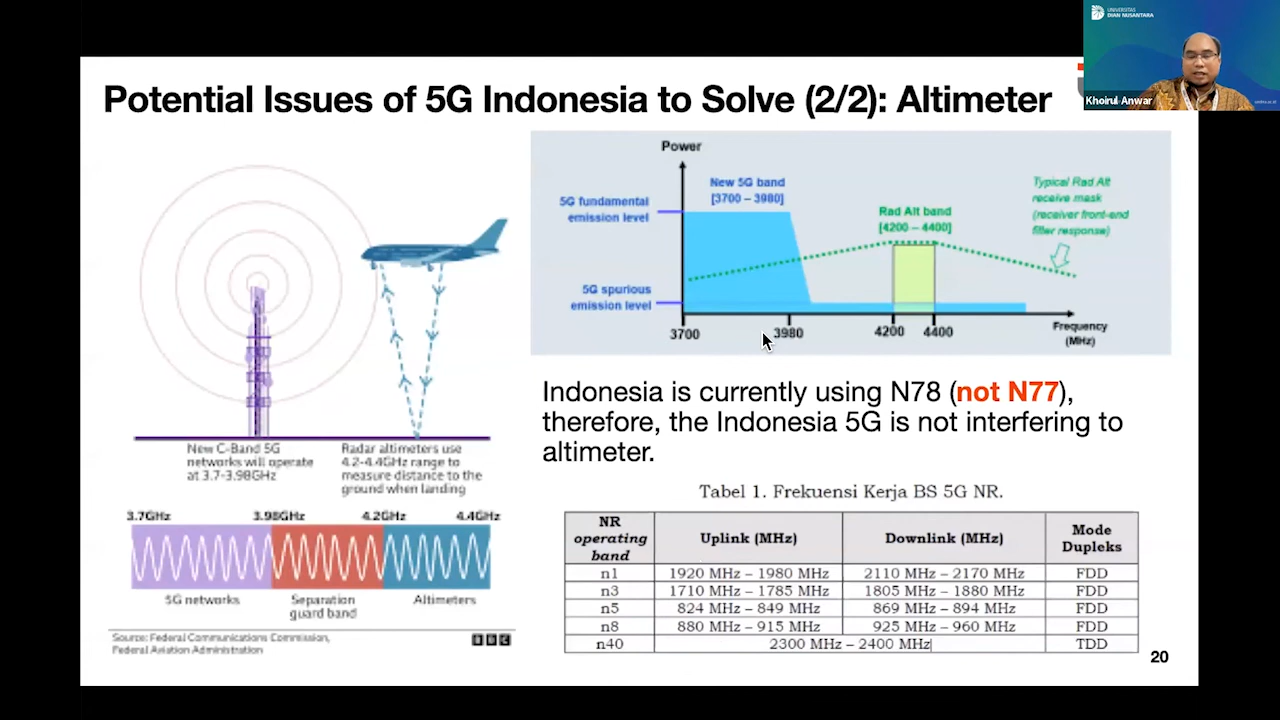 UNIVERSITAS
DIAN NUSANTARA
Khoirul Anwar
Potential Issues of 5G Indonesia to Solve (2/2): Altimeter
New C-Band 5G
networks will operate
at 3.7-3.98GHz
Radar altimeters use
4.2-4.4GHz range to
measure distance to the
ground when landing
3.7GHz
3.98GHz
4.2GHz
4.4GHz
5G networks
Separation
guard band
Altimeters
Source: Federal Communications Commission,
Federal Aviation Administration
BBC
Power
5G fundamental
emission level
New 5G band
[3700 – 3980]
Rad Alt band
[4200 – 4400]
Typical Rad Alt
receive mask
(receiver front-end
filter response)
5G spurious
emission level
3700
3980
4200
4400
Frequency
(MHz)
Indonesia is currently using N78 (not N77),
therefore, the Indonesia 5G is not interfering to
altimeter.
Tabel 1. Frekuensi Kerja BS 5G NR.
NR
operating
band
Uplink (MHz)
Downlink (MHz)
Mode
Dupleks
n1 1920 MHz – 1980 MHz 2110 MHz – 2170 MHz FDD
n3 1710 MHz – 1785 MHz 1805 MHz – 1880 MHz FDD
n5 824 MHz – 849 MHz 869 MHz – 894 MHz FDD
n8 880 MHz – 915 MHz 925 MHz – 960 MHz FDD
n40 2300 MHz – 2400 MHz TDD
20